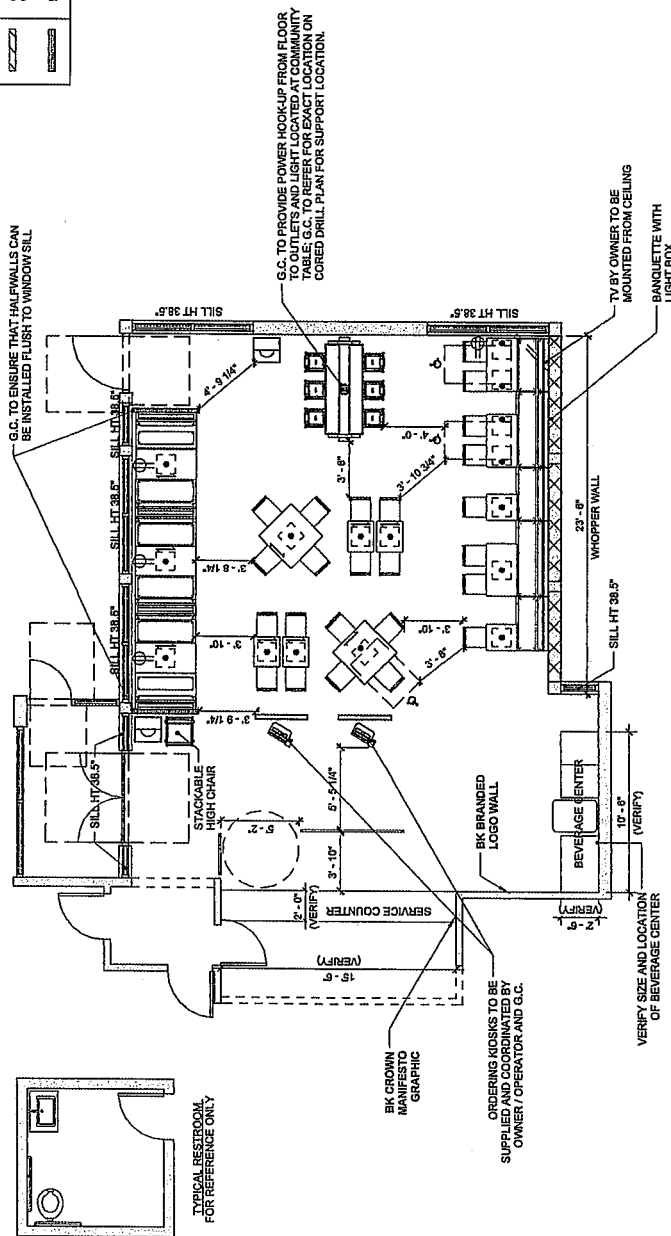 G.C. TO ENSURE THAT HALFWALLS CAN
BE INSTALLED FLUSH TO WINDOW SILL
G.C. TO PROVIDE POWER HOOK-UP FROM FLOOR
TO OUTLETS AND LIGHT LOCATED AT COMMUNITY
TABLE; G.C. TO REFER FOR EXACT LOCATION ON
CORED DRILL PLAN FOR SUPPORT LOCATION.
SILL HT 38.5"
SILL HT 38.5"
SILL HT 38.5"
SILL HT 38.5"
SILL HT 38.5"
SILL HT 38.5"
4' - 9 1/4"
3' - 8 1/4"
3' - 10"
3' - 9 1/4"
3' - 6"
4' - 0"
3' - 10 3/4"
3' - 10"
3' - 6"
STACKABLE
HIGH CHAIR
5' - 2"
5' - 5 1/4"
3' - 10"
2' - 0"
(VERIFY)
SERVICE COUNTER
15' - 6"
(VERIFY)
TV BY OWNER TO BE
MOUNTED FROM CEILING
BANQUETTE WITH
LIGHT BOX
23' - 6"
WHOPPER WALL
SILL HT 38.5"
BK BRANDED
LOGO WALL
BEVERAGE CENTER
10' - 6"
(VERIFY)
2' - 6"
(VERIFY)
VERIFY SIZE AND LOCATION
OF BEVERAGE CENTER
BK CROWN
MANIFESTO
GRAPHIC
ORDERING KIOSKS TO BE
SUPPLIED AND COORDINATED BY
OWNER / OPERATOR AND G.C.
TYPICAL RESTROOM
FOR REFERENCE ONLY